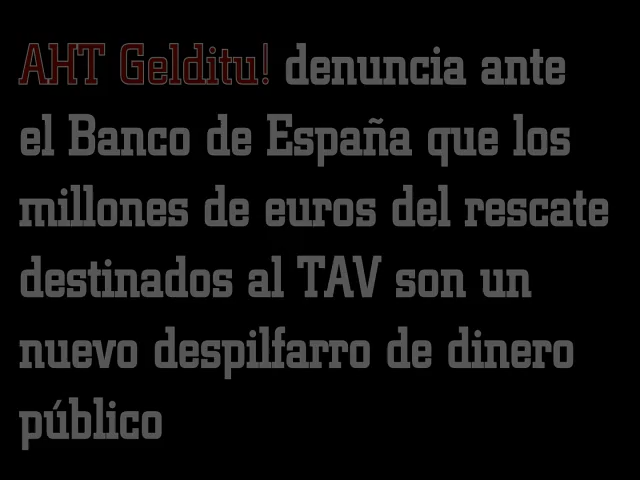 AHT Gelditu! denuncia ante
el Banco de España que los
millones de euros del rescate
destinados al TAV son un
nuevo despilfarro de dinero
público